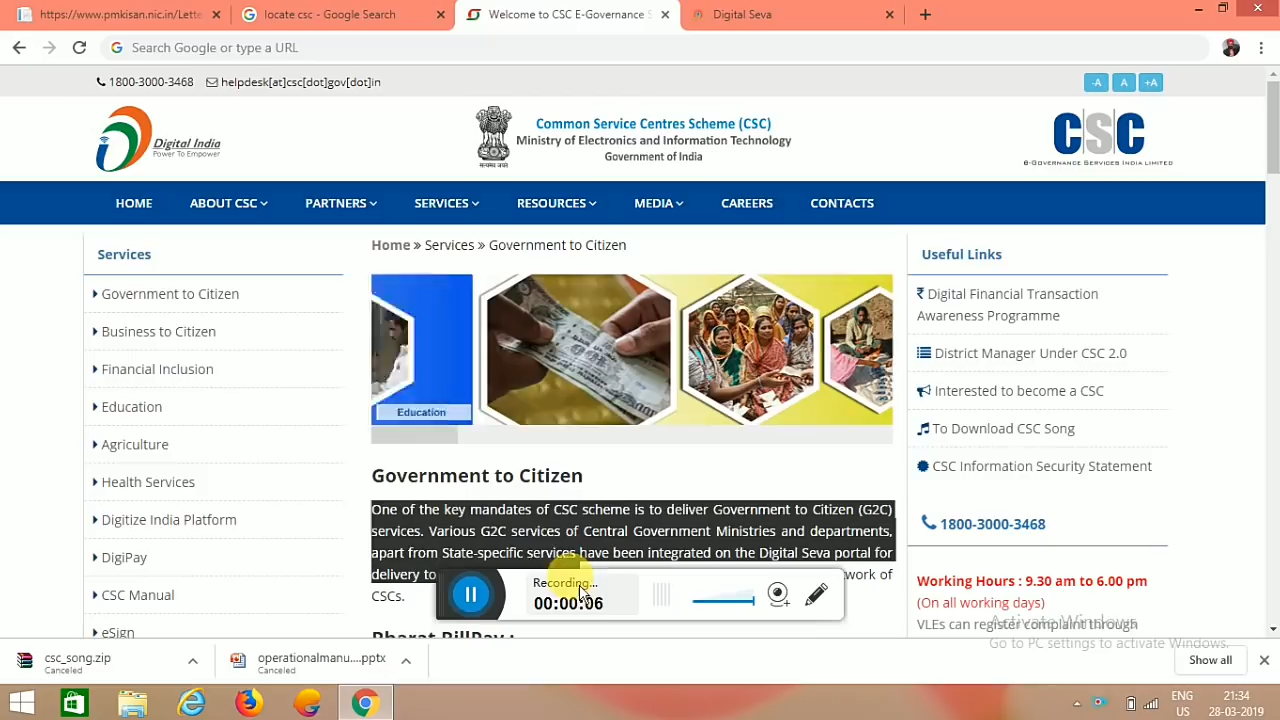 https://www.pmkisan.nic.in/Lette
locate csc - Google Search
Welcome to CSC E-Governance S
Digital Seva
Search Google or type a URL
1800-3000-3468 helpdesk[at]csc[dot]gov[dot]in
-A A +A
Digital India
Power To Empower
Common Service Centres Scheme (CSC)
Ministry of Electronics and Information Technology
Government of India
सत्यमेव जयते
CSC
E-GOVERNANCE SERVICES INDIA LIMITED
HOME ABOUT CSC PARTNERS SERVICES RESOURCES MEDIA CAREERS CONTACTS
Services
Government to Citizen
Business to Citizen
Financial Inclusion
Education
Agriculture
Health Services
Digitize India Platform
DigiPay
CSC Manual
eSign
Home » Services » Government to Citizen
Education
Government to Citizen
One of the key mandates of CSC scheme is to deliver Government to Citizen (G2C)
services. Various G2C services of Central Government Ministries and departments,
apart from State-specific services have been integrated on the Digital Seva portal for
delivery to work of
CSCs.
Bharat BillPay :
Recording...
00:00:06
Useful Links
Digital Financial Transaction
Awareness Programme
District Manager Under CSC 2.0
Interested to become a CSC
To Download CSC Song
CSC Information Security Statement
1800-3000-3468
Working Hours : 9.30 am to 6.00 pm
(On all working days)
VLEs can register complaint through
Activate Windows
Go to PC settings to activate Windows.
csc_song.zip
Canceled
operationalmanu....pptx
Canceled
Show all
ENG
US
21:34
28-03-2019